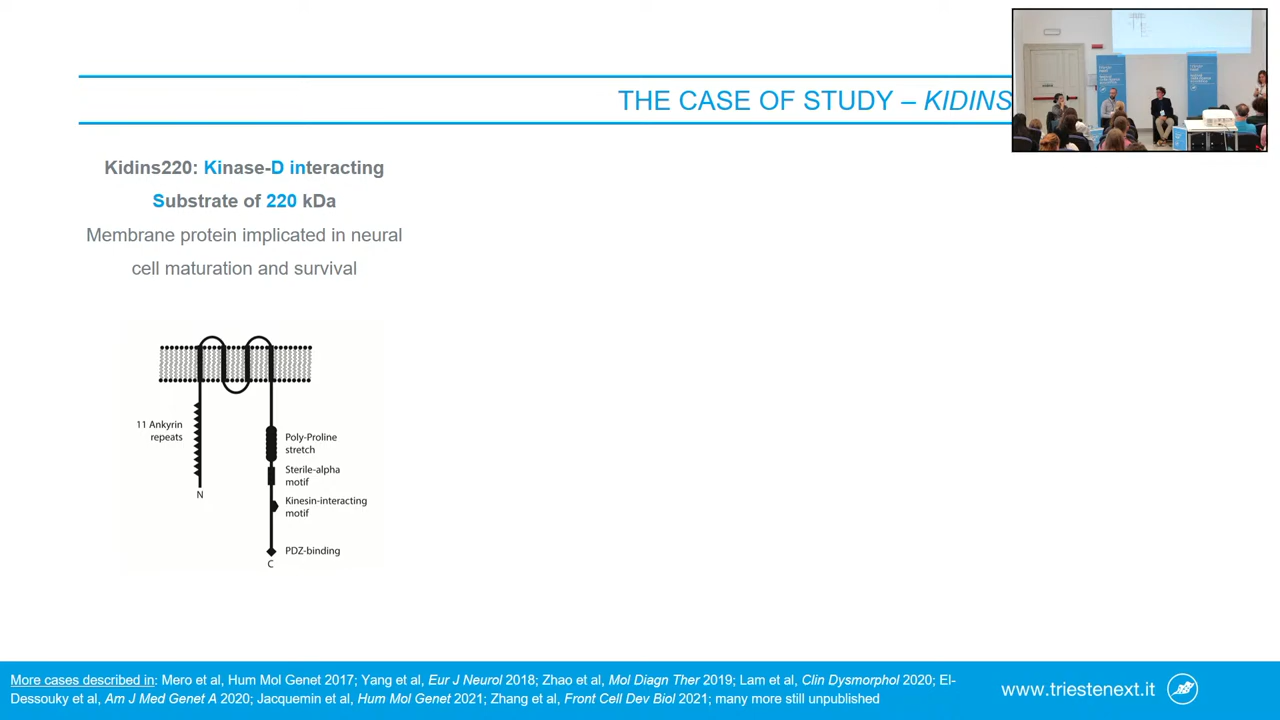 THE CASE OF STUDY – KIDINS
Kidins220: Kinase-D interacting
Substrate of 220 kDa
Membrane protein implicated in neural
cell maturation and survival
11 Ankyrin
repeats
N
Poly-Proline
stretch
Sterile-alpha
motif
Kinesin-interacting
motif
PDZ-binding
C
More cases described in: Mero et al, Hum Mol Genet 2017; Yang et al, Eur J Neurol 2018; Zhao et al, Mol Diagn Ther 2019; Lam et al, Clin Dysmorphol 2020; El-
Dessouky et al, Am J Med Genet A 2020; Jacquemin et al, Hum Mol Genet 2021; Zhang et al, Front Cell Dev Biol 2021; many more still unpublished
www.triestenext.it